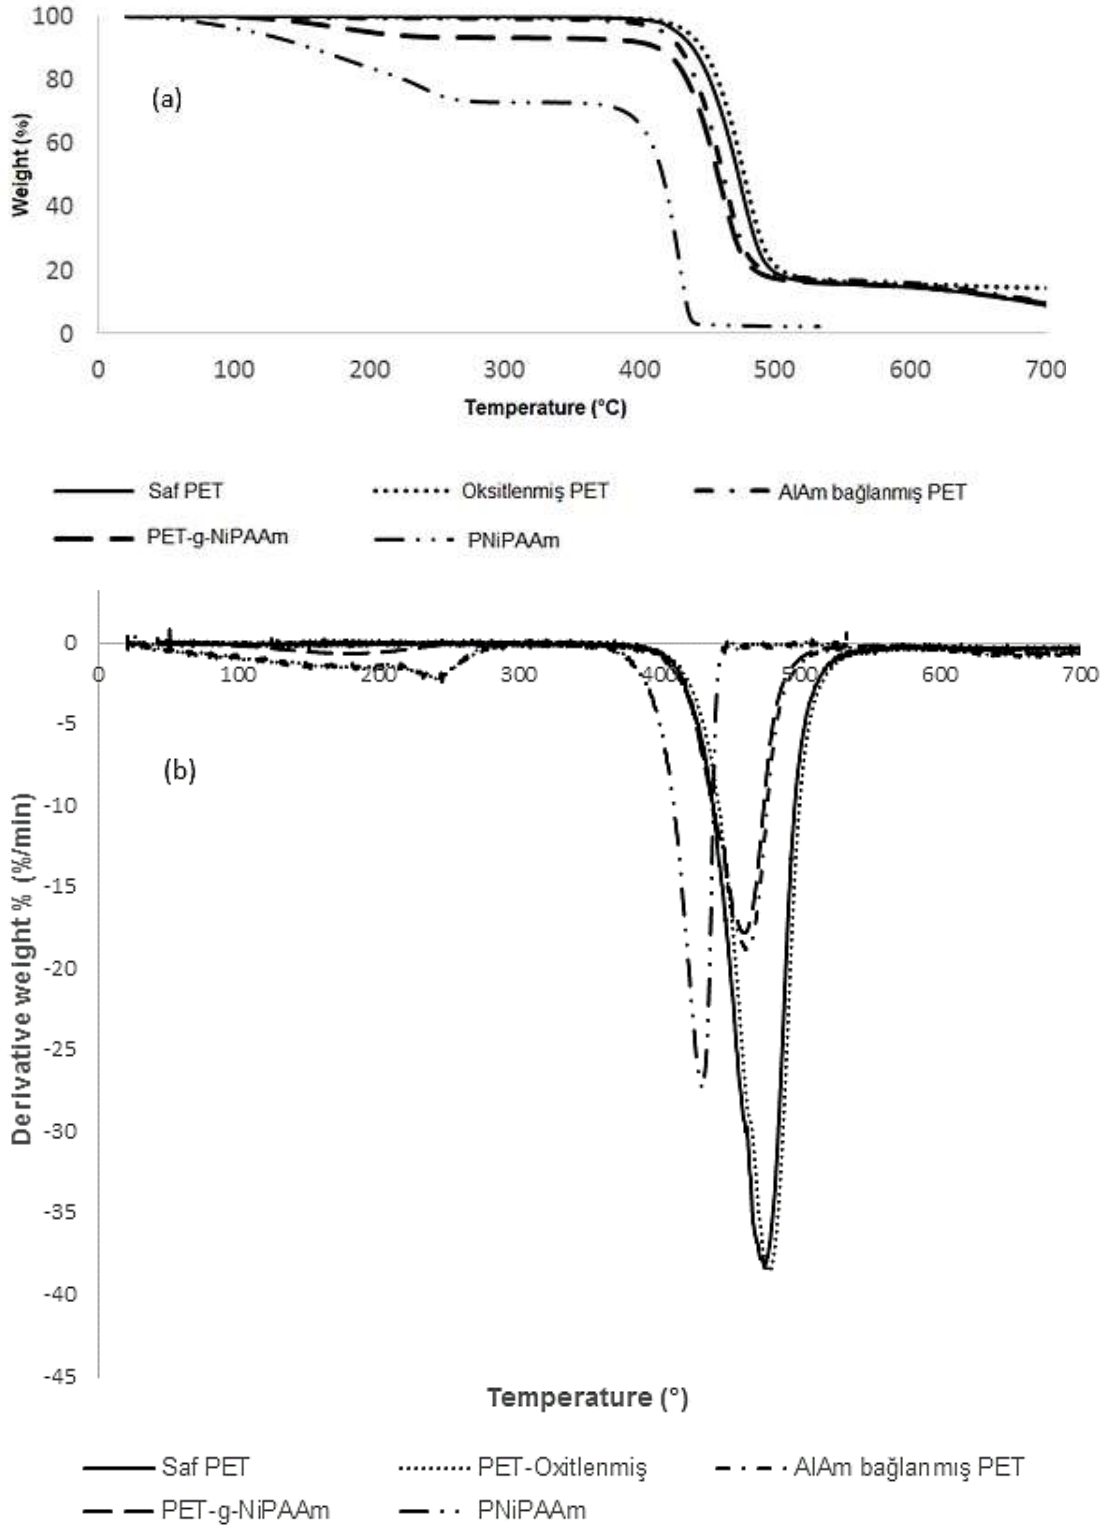 100
80
60
40
20
0
Weight (%)
(a)
0 100 200 300 400 500 600 700
Temperature (°C)
Saf PET Oksitlenmiş PET AlAm bağlanmış PET
PET-g-NiPAAm PNiPAAm
0
0 100 200 300 400 500 600 700
-5
(b)
-10
-15
-20
-25
-30
-35
-40
-45
Derivative weight % (%/min)
Temperature (°)
Saf PET PET-Oxitlenmiş AlAm bağlanmış PET
PET-g-NiPAAm PNiPAAm